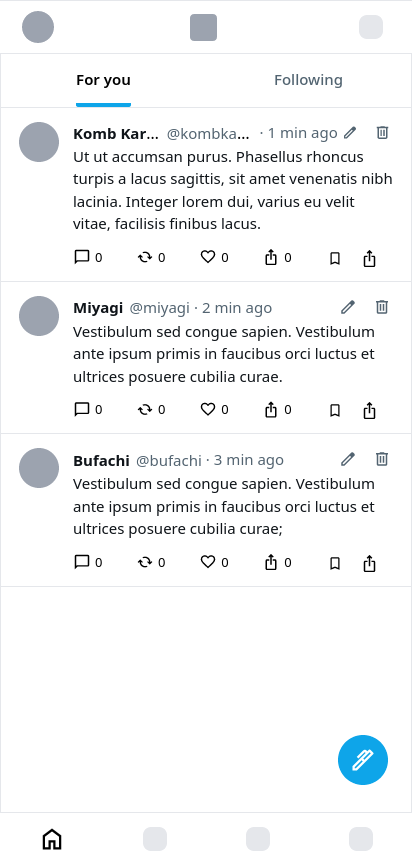 For you Following
Komb Kar... @kombka... · 1 min ago
Ut ut accumsan purus. Phasellus rhoncus
turpis a lacus sagittis, sit amet venenatis nibh
lacinia. Integer lorem dui, varius eu velit
vitae, facilisis finibus lacus.
0 0 0 0
Miyagi @miyagi · 2 min ago
Vestibulum sed congue sapien. Vestibulum
ante ipsum primis in faucibus orci luctus et
ultrices posuere cubilia curae.
0 0 0 0
Bufachi @bufachi · 3 min ago
Vestibulum sed congue sapien. Vestibulum
ante ipsum primis in faucibus orci luctus et
ultrices posuere cubilia curae;
0 0 0 0